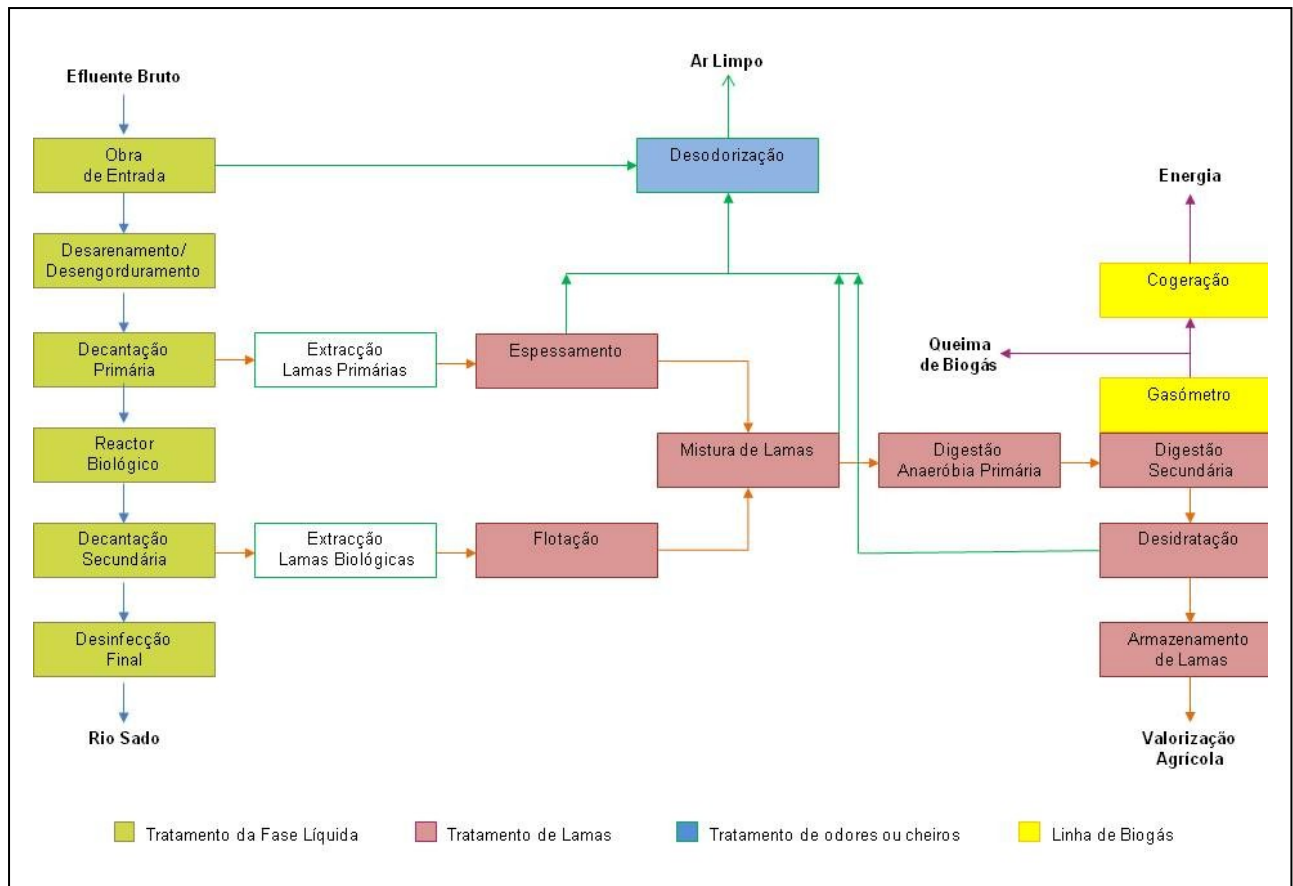 Efluente Bruto
Ar Limpo
Obra
de Entrada
Desodorização
Energia
Desarenamento/
Desengorduramento
Cogeração
Decantação
Primária
Extracção
Lamas Primárias
Espessamento
Queima
de Biogás
Gasómetro
Reactor
Biológico
Mistura de Lamas
Digestão
Anaeróbia Primária
Digestão
Secundária
Decantação
Secundária
Extracção
Lamas Biológicas
Flotação
Desidratação
Desinfecção
Final
Armazenamento
de Lamas
Rio Sado
Valorização
Agrícola
Tratamento da Fase Líquida
Tratamento de Lamas
Tratamento de odores ou cheiros
Linha de Biogás